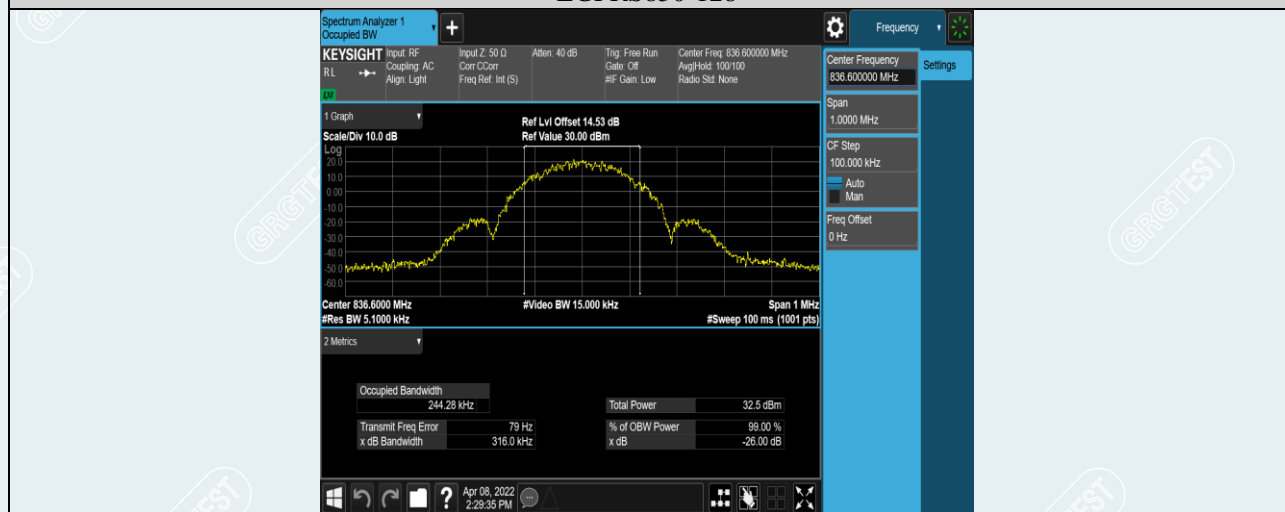 Spectrum Analyzer 1
Occupied BW
+
Frequency
KEYSIGHT
RL
Input: RF
Coupling: AC
Align: Light
Input Z: 50 Ω
Corr CCorr
Freq Ref: Int (S)
Atten: 40 dB
Trig: Free Run
Gate: Off
#IF Gain: Low
Center Freq: 836.600000 MHz
Avg|Hold: 100/100
Radio Std: None
Center Frequency
836.600000 MHz
Settings
Span
1.0000 MHz
CF Step
100.000 kHz
Auto
Man
Freq Offset
0 Hz
1 Graph
Scale/Div 10.0 dB
Ref Lvl Offset 14.53 dB
Ref Value 30.00 dBm
Log
20.0
10.0
0.00
-10.0
-20.0
-30.0
-40.0
-50.0
-60.0
Center 836.6000 MHz
#Video BW 15.000 kHz
Span 1 MHz
#Res BW 5.1000 kHz
#Sweep 100 ms (1001 pts)
2 Metrics
Occupied Bandwidth
244.28 kHz
Total Power 32.5 dBm
Transmit Freq Error 79 Hz
% of OBW Power 99.00 %
x dB Bandwidth 316.0 kHz
x dB -26.00 dB
?
Apr 08, 2022
2:29:35 PM
GRGTEST
GRGTEST